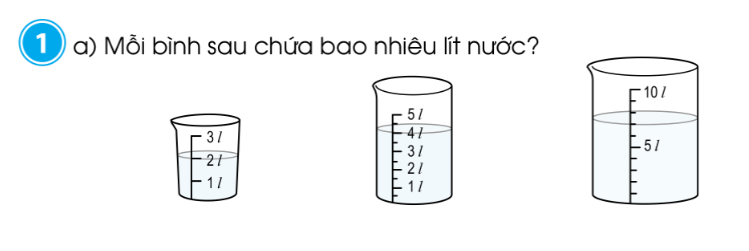 1 a) Mỗi bình sau chứa bao nhiêu lít nước?
3 l
2 l
1 l
5 l
4 l
3 l
2 l
1 l
10 l
5 l